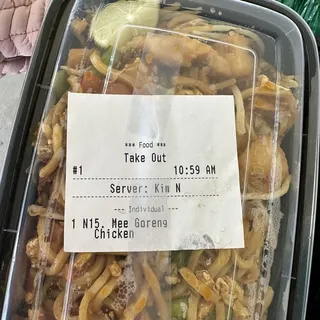 *** Food ***
Take Out
#1 10:59 AM
Server: Kim N
--- Individual ---
1 N15. Mee Goreng
Chicken